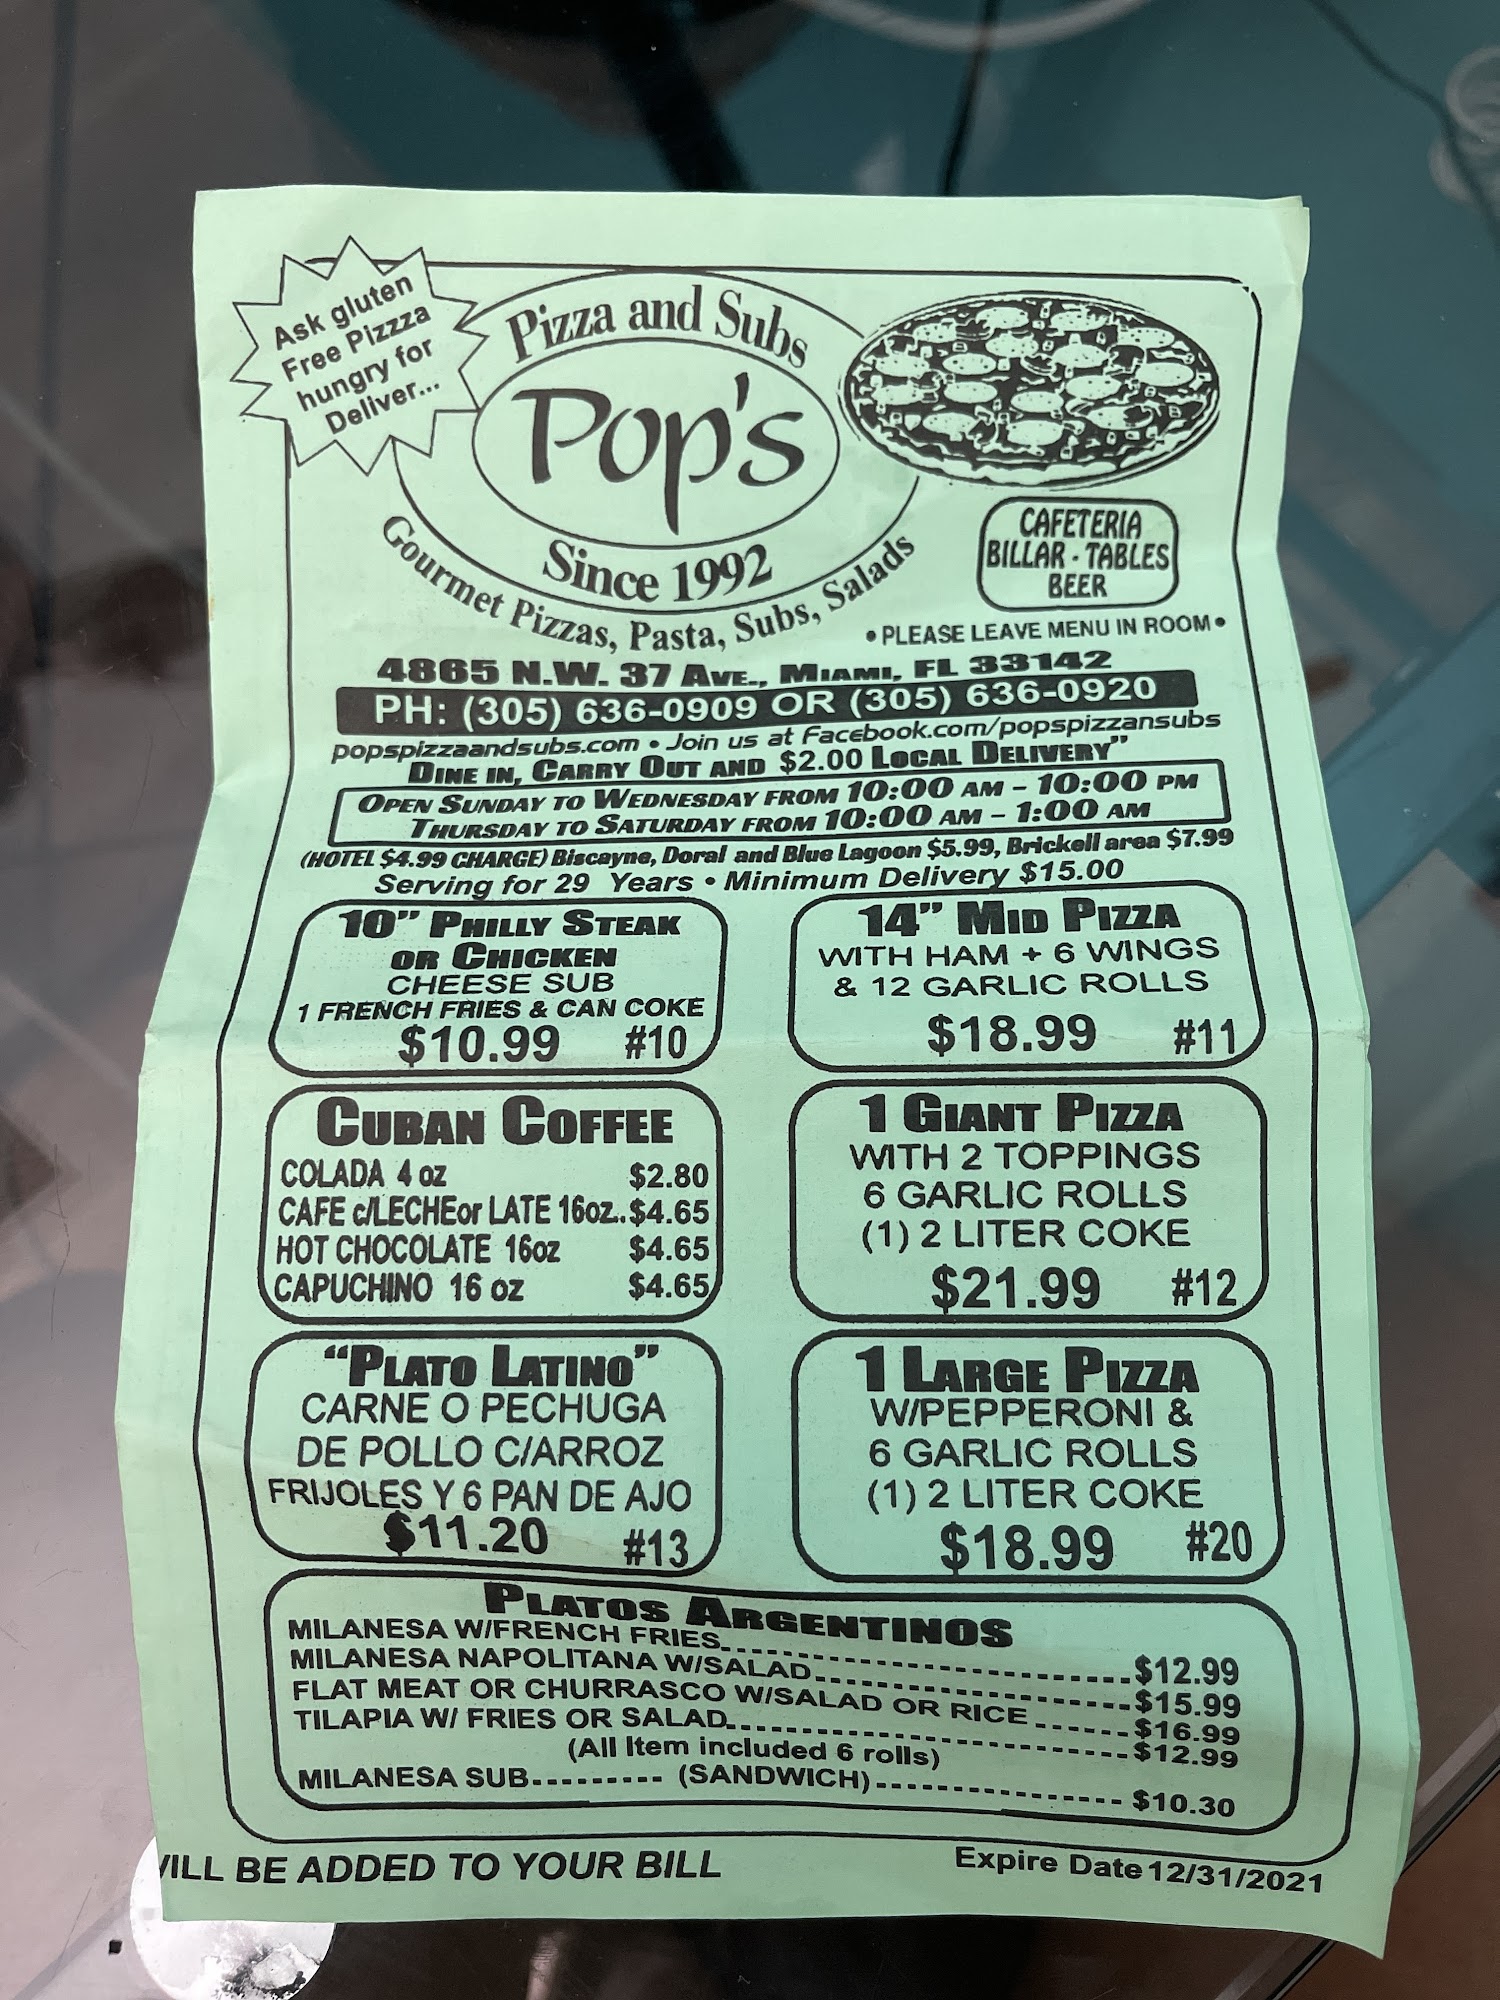 Ask gluten
Free Pizzza
hungry for
Deliver...
Pizza and Subs
Pop's
Since 1992
Gourmet Pizzas, Pasta, Subs, Salads
CAFETERIA
BILLAR - TABLES
BEER
• PLEASE LEAVE MENU IN ROOM •
4865 N.W. 37 AVE., MIAMI, FL 33142
PH: (305) 636-0909 OR (305) 636-0920
popspizzaandsubs.com • Join us at Facebook.com/popspizzansubs
DINE IN, CARRY OUT AND $2.00 LOCAL DELIVERY"
OPEN SUNDAY TO WEDNESDAY FROM 10:00 AM - 10:00 PM
THURSDAY TO SATURDAY FROM 10:00 AM - 1:00 AM
(HOTEL $4.99 CHARGE) Biscayne, Doral and Blue Lagoon $5.99, Brickell area $7.99
Serving for 29 Years • Minimum Delivery $15.00
10" PHILLY STEAK
OR CHICKEN
CHEESE SUB
1 FRENCH FRIES & CAN COKE
$10.99 #10
14" MID PIZZA
WITH HAM + 6 WINGS
& 12 GARLIC ROLLS
$18.99 #11
CUBAN COFFEE
COLADA 4 oz $2.80
CAFE c/LECHEor LATE 16oz..$4.65
HOT CHOCOLATE 16oz $4.65
CAPUCHINO 16 oz $4.65
1 GIANT PIZZA
WITH 2 TOPPINGS
6 GARLIC ROLLS
(1) 2 LITER COKE
$21.99 #12
"PLATO LATINO"
CARNE O PECHUGA
DE POLLO C/ARROZ
FRIJOLES Y 6 PAN DE AJO
$11.20 #13
1 LARGE PIZZA
W/PEPPERONI &
6 GARLIC ROLLS
(1) 2 LITER COKE
$18.99 #20
PLATOS ARGENTINOS
MILANESA W/FRENCH FRIES.......................................$12.99
MILANESA NAPOLITANA W/SALAD..............................$15.99
FLAT MEAT OR CHURRASCO W/SALAD OR RICE.......$16.99
TILAPIA W/ FRIES OR SALAD.......................................$12.99
(All Item included 6 rolls)
MILANESA SUB--------- (SANDWICH)----------------- $10.30
WILL BE ADDED TO YOUR BILL
Expire Date 12/31/2021